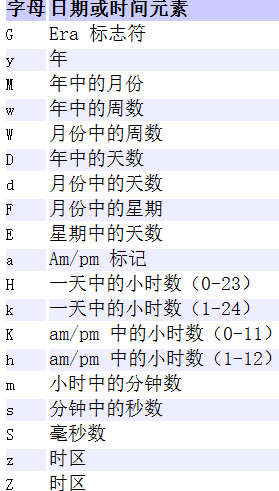 字母 日期或时间元素
G Era 标志符
y 年
M 年中的月份
w 年中的周数
W 月份中的周数
D 年中的天数
d 月份中的天数
F 月份中的星期
E 星期中的天数
a Am/pm 标记
H 一天中的小时数（0-23）
k 一天中的小时数（1-24）
K am/pm 中的小时数（0-11）
h am/pm 中的小时数（1-12）
m 小时中的分钟数
s 分钟中的秒数
S 毫秒数
z 时区
Z 时区